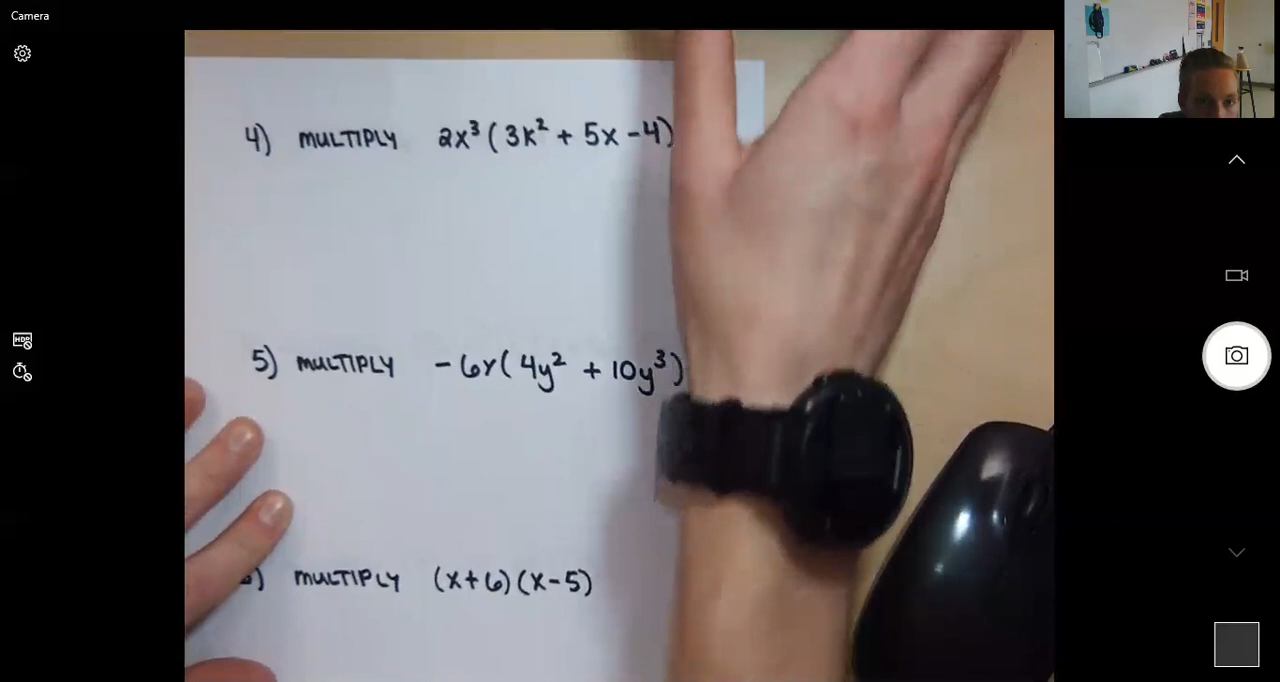 Camera
4) MULTIPLY 2x³ (3x² + 5x - 4)
5) MULTIPLY - 6y ( 4y² + 10y³ )
) MULTIPLY (x+6)(x-5)